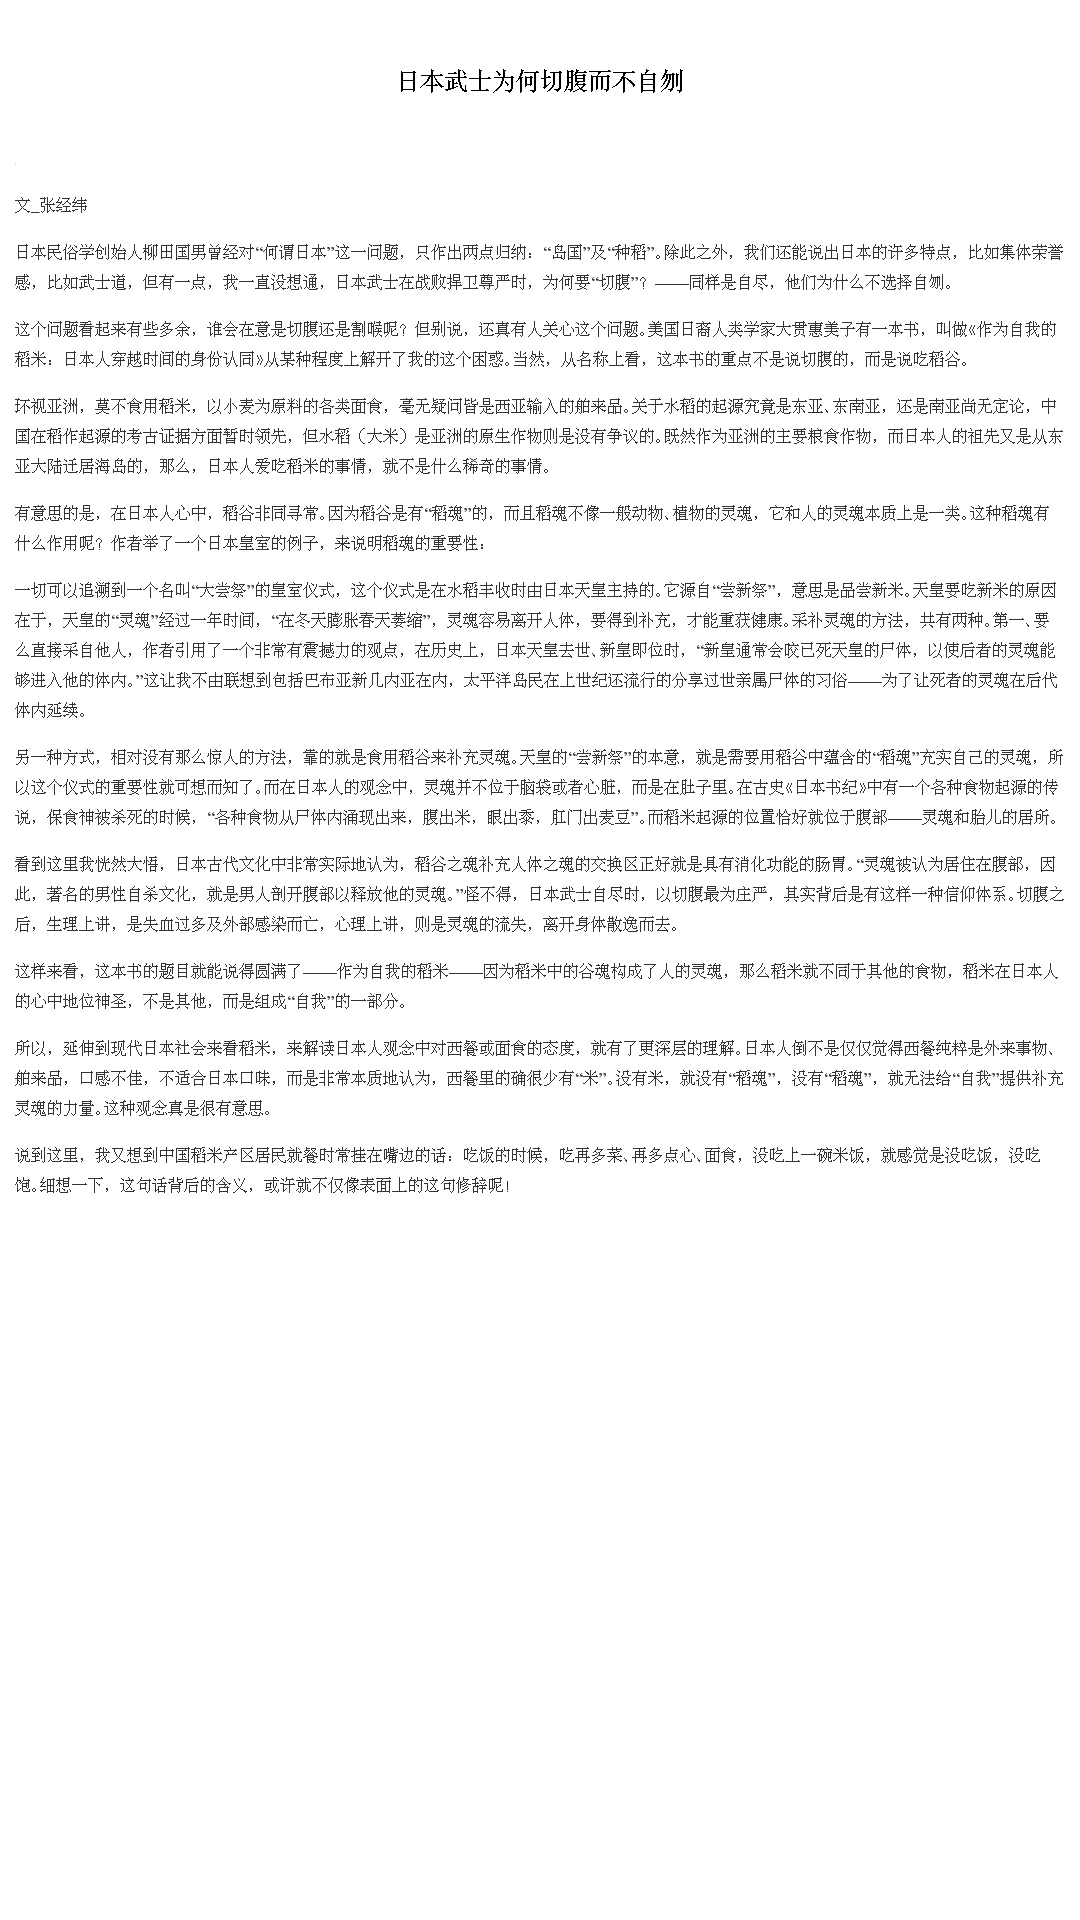 日本武士为何切腹而不自刎
文_张经纬
日本民俗学创始人柳田国男曾经对“何谓日本”这一问题，只作出两点归纳：“岛国”及“种稻”。除此之外，我们还能说出日本的许多特点，比如集体荣誉
感，比如武士道，但有一点，我一直没想通，日本武士在战败捍卫尊严时，为何要“切腹”？——同样是自尽，他们为什么不选择自刎。
这个问题看起来有些多余，谁会在意是切腹还是割喉呢？但别说，还真有人关心这个问题。美国日裔人类学家大贯惠美子有一本书，叫做《作为自我的
稻米：日本人穿越时间的身份认同》从某种程度上解开了我的这个困惑。当然，从名称上看，这本书的重点不是说切腹的，而是说吃稻谷。
环视亚洲，莫不食用稻米，以小麦为原料的各类面食，毫无疑问皆是西亚输入的舶来品。关于水稻的起源究竟是东亚、东南亚，还是南亚尚无定论，中
国在稻作起源的考古证据方面暂时领先，但水稻（大米）是亚洲的原生作物则是没有争议的。既然作为亚洲的主要粮食作物，而日本人的祖先又是从东
亚大陆迁居海岛的，那么，日本人爱吃稻米的事情，就不是什么稀奇的事情。
有意思的是，在日本人心中，稻谷非同寻常。因为稻谷是有“稻魂”的，而且稻魂不像一般动物、植物的灵魂，它和人的灵魂本质上是一类。这种稻魂有
什么作用呢？作者举了一个日本皇室的例子，来说明稻魂的重要性：
一切可以追溯到一个名叫“大尝祭”的皇室仪式，这个仪式是在水稻丰收时由日本天皇主持的。它源自“尝新祭”，意思是品尝新米。天皇要吃新米的原因
在于，天皇的“灵魂”经过一年时间，“在冬天膨胀春天萎缩”，灵魂容易离开人体，要得到补充，才能重获健康。采补灵魂的方法，共有两种。第一、要
么直接采自他人，作者引用了一个非常有震撼力的观点，在历史上，日本天皇去世、新皇即位时，“新皇通常会咬已死天皇的尸体，以使后者的灵魂能
够进入他的体内。”这让我不由联想到包括巴布亚新几内亚在内，太平洋岛民在上世纪还流行的分享过世亲属尸体的习俗——为了让死者的灵魂在后代
体内延续。
另一种方式，相对没有那么惊人的方法，靠的就是食用稻谷来补充灵魂。天皇的“尝新祭”的本意，就是需要用稻谷中蕴含的“稻魂”充实自己的灵魂，所
以这个仪式的重要性就可想而知了。而在日本人的观念中，灵魂并不位于脑袋或者心脏，而是在肚子里。在古史《日本书纪》中有一个各种食物起源的传
说，保食神被杀死的时候，“各种食物从尸体内涌现出来，腹出米，眼出黍，肛门出麦豆”。而稻米起源的位置恰好就位于腹部——灵魂和胎儿的居所。
看到这里我恍然大悟，日本古代文化中非常实际地认为，稻谷之魂补充人体之魂的交换区正好就是具有消化功能的肠胃。“灵魂被认为居住在腹部，因
此，著名的男性自杀文化，就是男人剖开腹部以释放他的灵魂。”怪不得，日本武士自尽时，以切腹最为庄严，其实背后是有这样一种信仰体系。切腹之
后，生理上讲，是失血过多及外部感染而亡，心理上讲，则是灵魂的流失，离开身体散逸而去。
这样来看，这本书的题目就能说得圆满了——作为自我的稻米——因为稻米中的谷魂构成了人的灵魂，那么稻米就不同于其他的食物，稻米在日本人
的心中地位神圣，不是其他，而是组成“自我”的一部分。
所以，延伸到现代日本社会来看稻米，来解读日本人观念中对西餐或面食的态度，就有了更深层的理解。日本人倒不是仅仅觉得西餐纯粹是外来事物、
舶来品，口感不佳，不适合日本口味，而是非常本质地认为，西餐里的确很少有“米”。没有米，就没有“稻魂”，没有“稻魂”，就无法给“自我”提供补充
灵魂的力量。这种观念真是很有意思。
说到这里，我又想到中国稻米产区居民就餐时常挂在嘴边的话：吃饭的时候，吃再多菜、再多点心、面食，没吃上一碗米饭，就感觉是没吃饭，没吃
饱。细想一下，这句话背后的含义，或许就不仅像表面上的这句修辞呢！